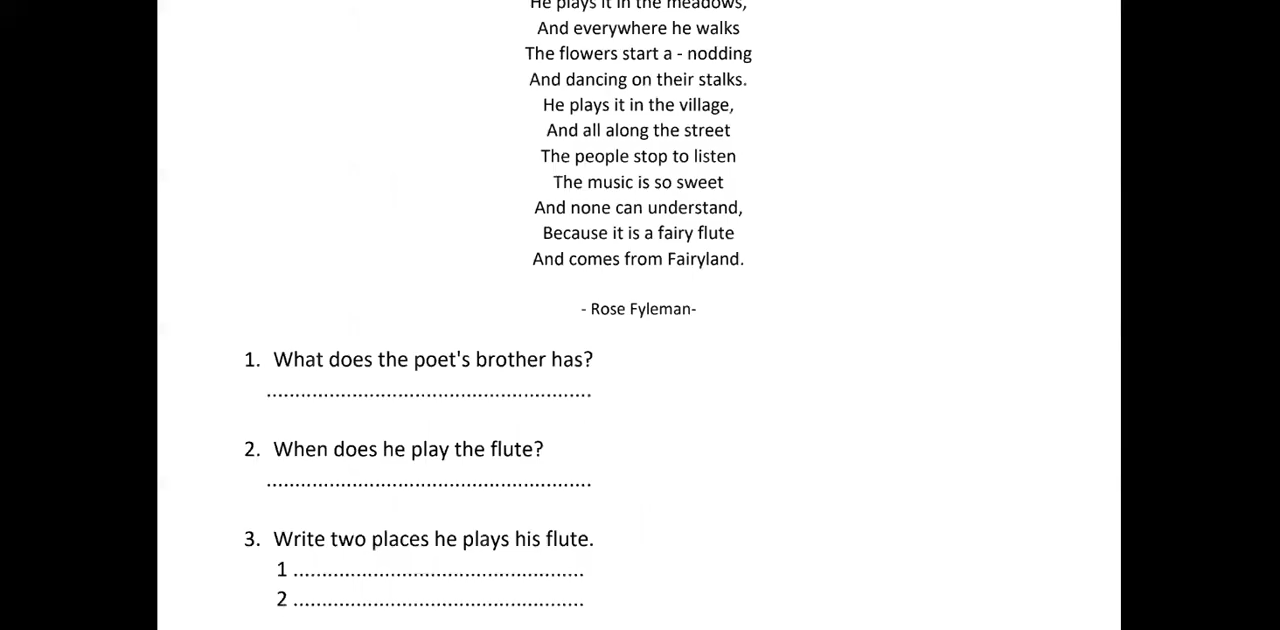 He plays it in the meadows,
And everywhere he walks
The flowers start a - nodding
And dancing on their stalks.
He plays it in the village,
And all along the street
The people stop to listen
The music is so sweet
And none can understand,
Because it is a fairy flute
And comes from Fairyland.
- Rose Fyleman-
1. What does the poet's brother has?
.........................................................
2. When does he play the flute?
.........................................................
3. Write two places he plays his flute.
1 ...................................................
2 ...................................................